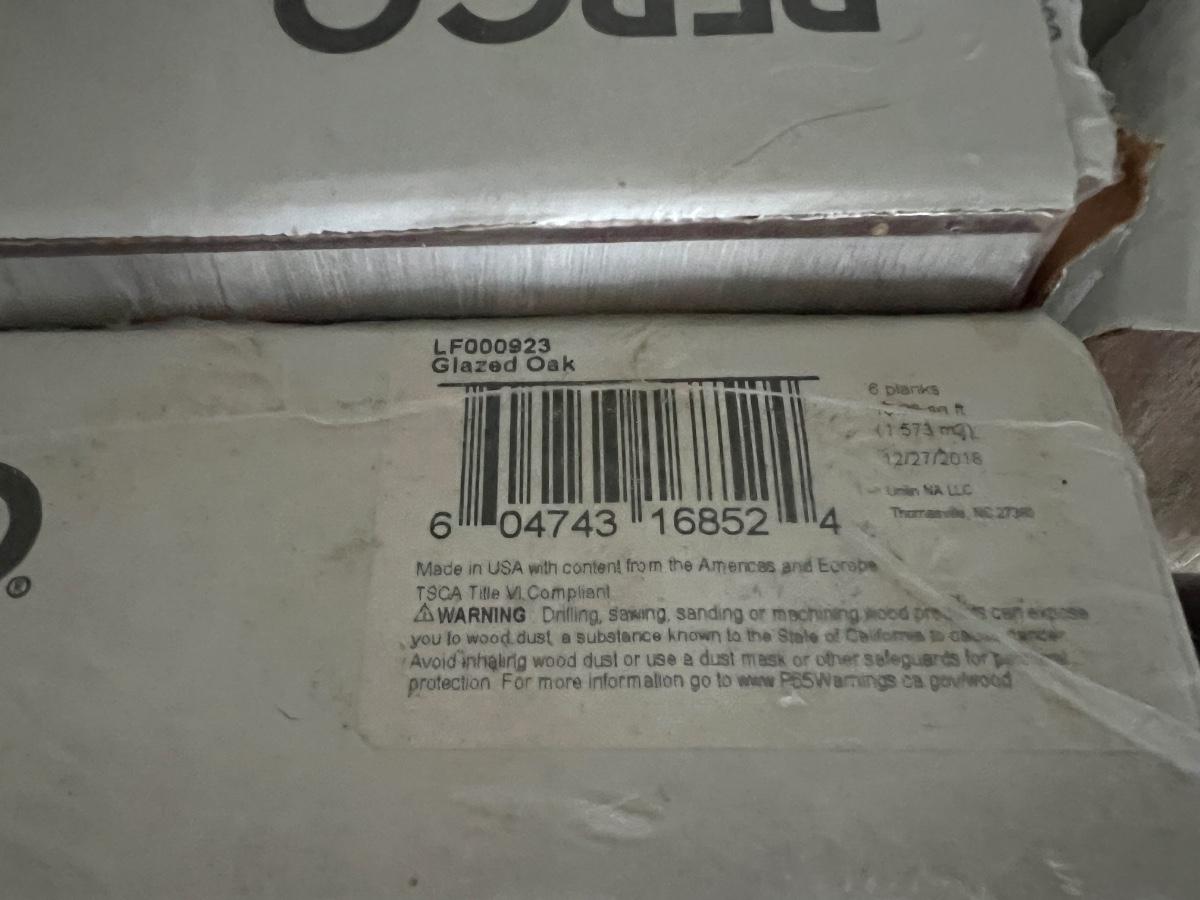 PERGO
LF000923
Glazed Oak
6 planks
sq ft
(1.573 m2)
12/27/2018
Unilin NA LLC
Thomasville, NC 27360
6 04743 16852 4
Made in USA with content from the Americas and Europe
TSCA Title VI Compliant
⚠WARNING Drilling, sawing, sanding or machining wood products can expose
you to wood dust, a substance known to the State of California to cause cancer
Avoid inhaling wood dust or use a dust mask or other safeguards for personal
protection. For more information go to www.P65Warnings.ca.gov/wood
®